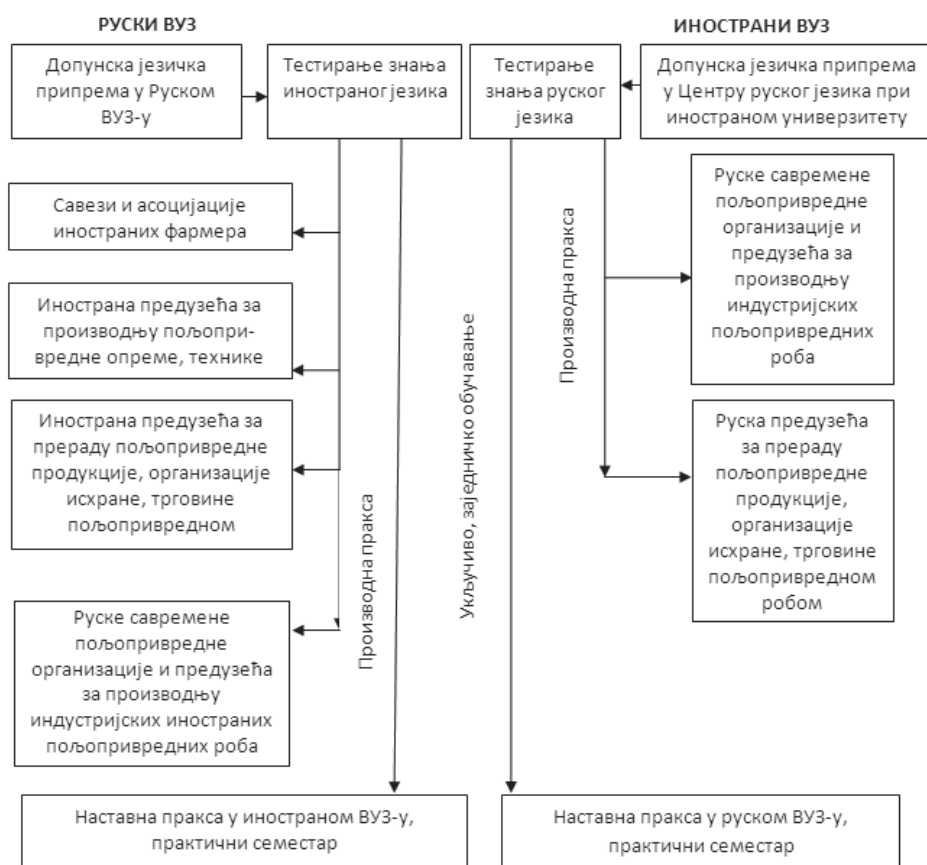 РУСКИ ВУЗ
ИНОСТРАНИ ВУЗ
Допунска језичка
припрема у Руском
ВУЗ-у
Тестирање знања
иностраног језика
Тестирање
знања руског
језика
Допунска језичка припрема
у Центру руског језика при
иностраном универзитету
Савези и асоцијације
иностраних фармера
Инострана предузећа за
производњу пољопри-
вредне опреме, технике
Инострана предузећа за
прераду пољопривредне
продукције, организације
исхране, трговине
пољопривредном
Руске савремене
пољопривредне
организације и предузећа
за производњу
индустријских иностраних
пољопривредних роба
Производна пракса
Укључиво, заједничко обучавање
Производна пракса
Руске савремене
пољопривредне
организације и
предузећа за
производњу
индустријских
пољопривредних
роба
Руска предузећа
за прераду
пољопривредне
продукције,
организације
исхране, трговине
пољопривредном
робом
Наставна пракса у иностраном ВУЗ-у,
практични семестар
Наставна пракса у руском ВУЗ-у,
практични семестар